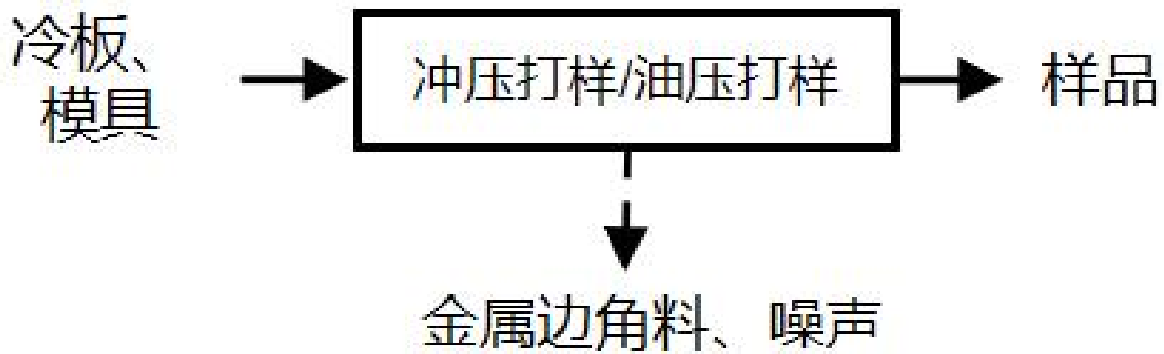 冷板、
模具
冲压打样/油压打样
样品
金属边角料、噪声